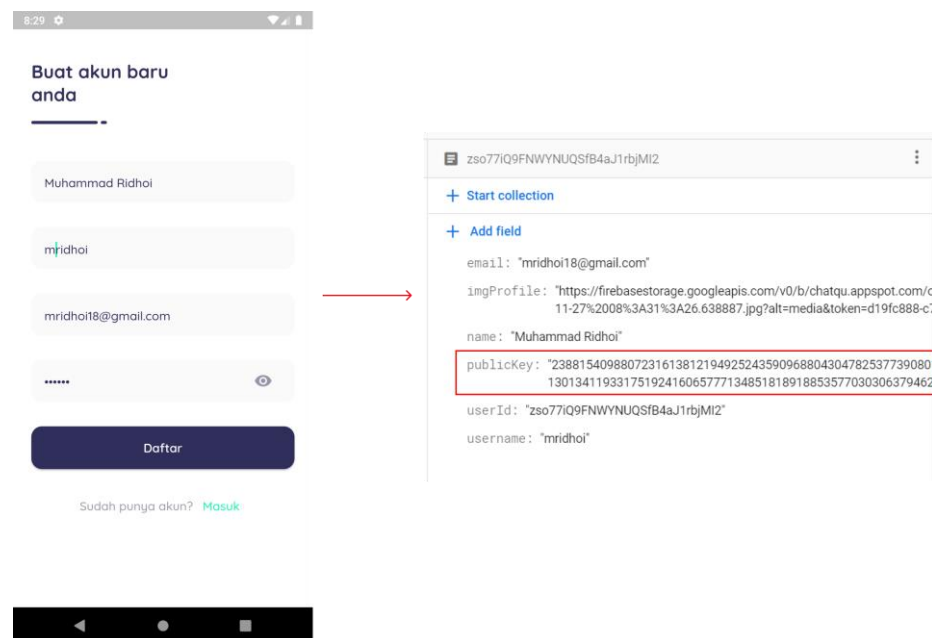 8:29
Buat akun baru
anda
Muhammad Ridhoi
mridhoi
mridhoi18@gmail.com
••••••
Daftar
Sudah punya akun? Masuk
zso77iQ9FNWYNUQSfB4aJ1rbjMI2
+ Start collection
+ Add field
email: "mridhoi18@gmail.com"
imgProfile: "https://firebasestorage.googleapis.com/v0/b/chatqu.appspot.com/o
11-27%2008%3A31%3A26.638887.jpg?alt=media&token=d19fc888-c7
name: "Muhammad Ridhoi"
publicKey: "2388154098807231613812194925243590968804304782537739080
13013411933175192416065777134851818918853577030306379462
userId: "zso77iQ9FNWYNUQSfB4aJ1rbjMI2"
username: "mridhoi"